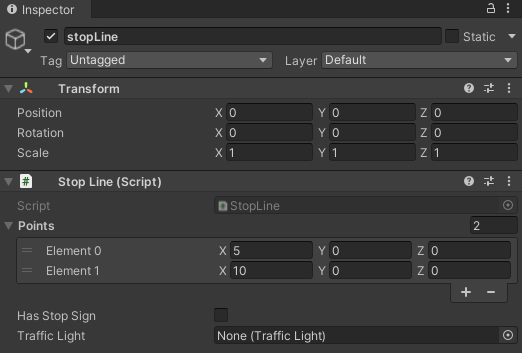 Inspector
stopLine Static
Tag Untagged Layer Default
Transform
Position X 0 Y 0 Z 0
Rotation X 0 Y 0 Z 0
Scale X 1 Y 1 Z 1
# Stop Line (Script)
Script # StopLine
Points 2
Element 0 X 5 Y 0 Z 0
Element 1 X 10 Y 0 Z 0
+ −
Has Stop Sign
Traffic Light None (Traffic Light)